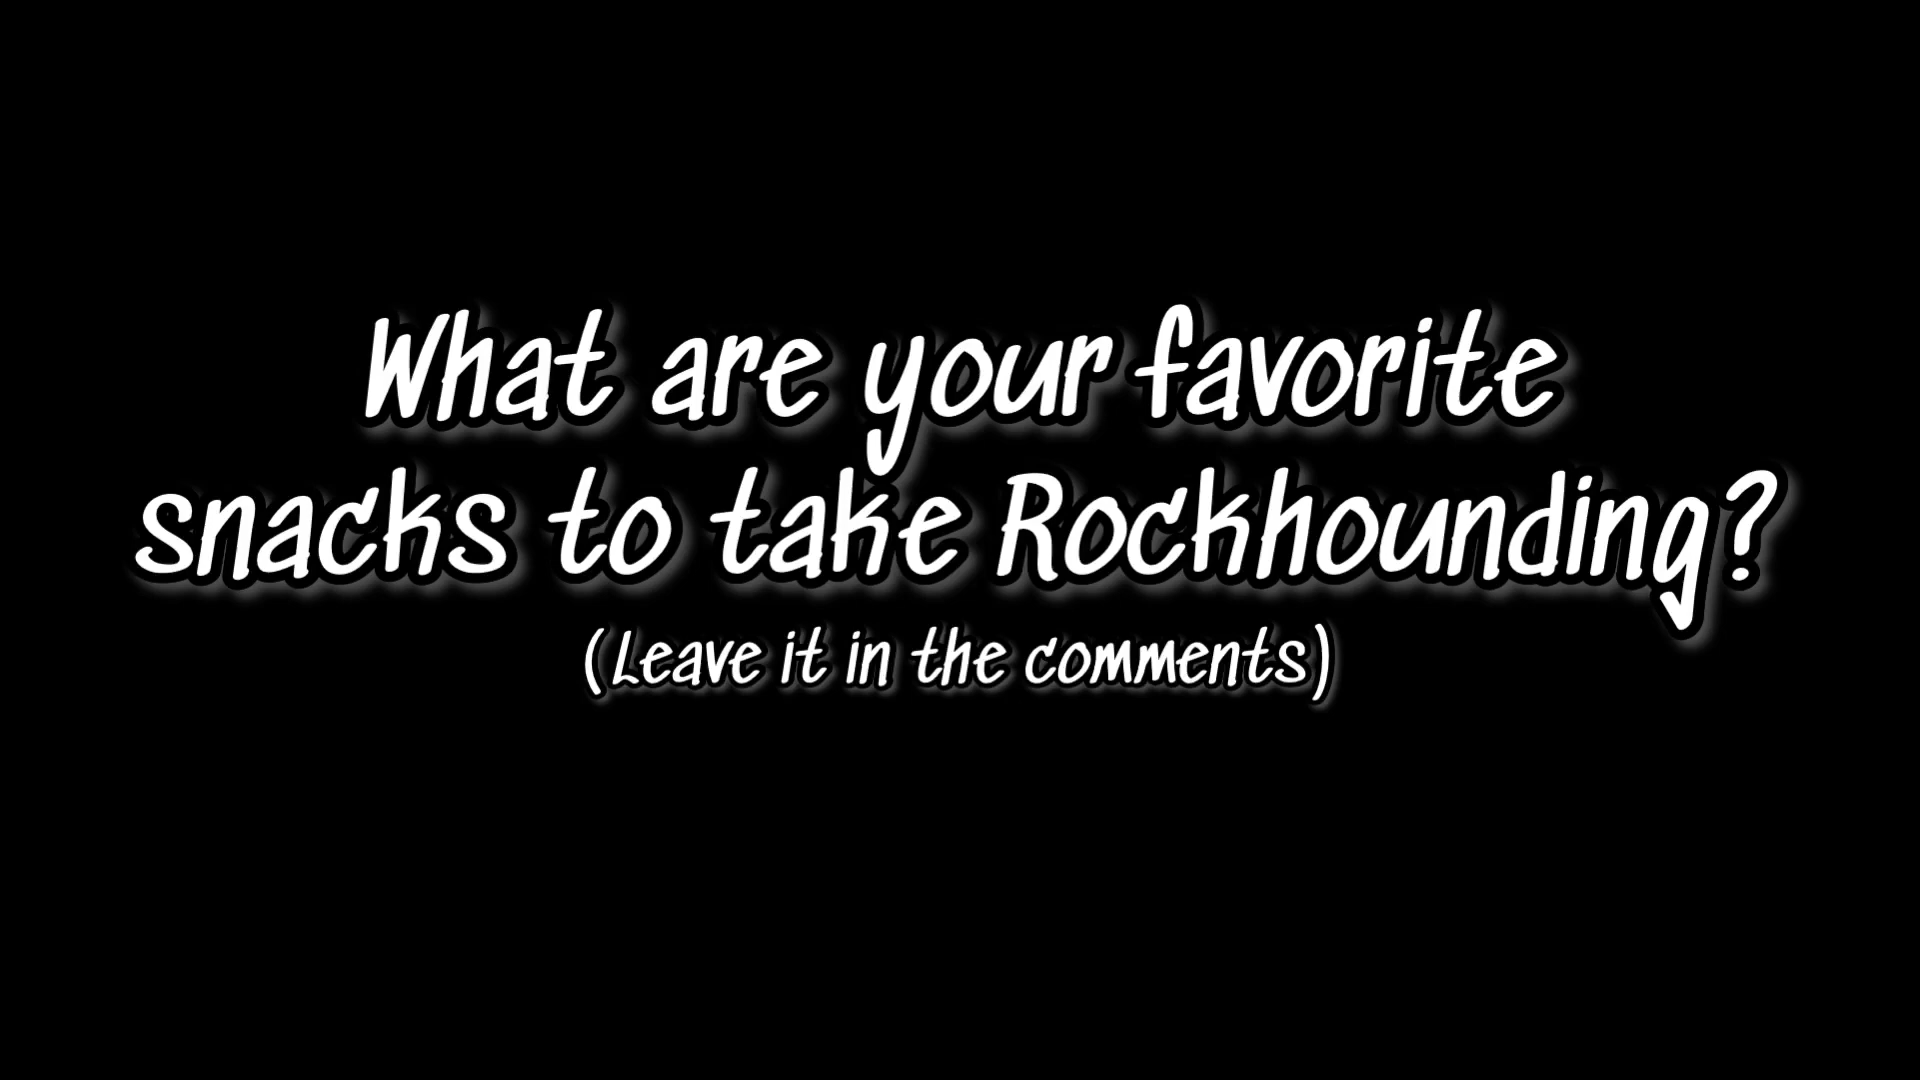 What are your favorite
snacks to take Rockhounding?
(Leave it in the comments)